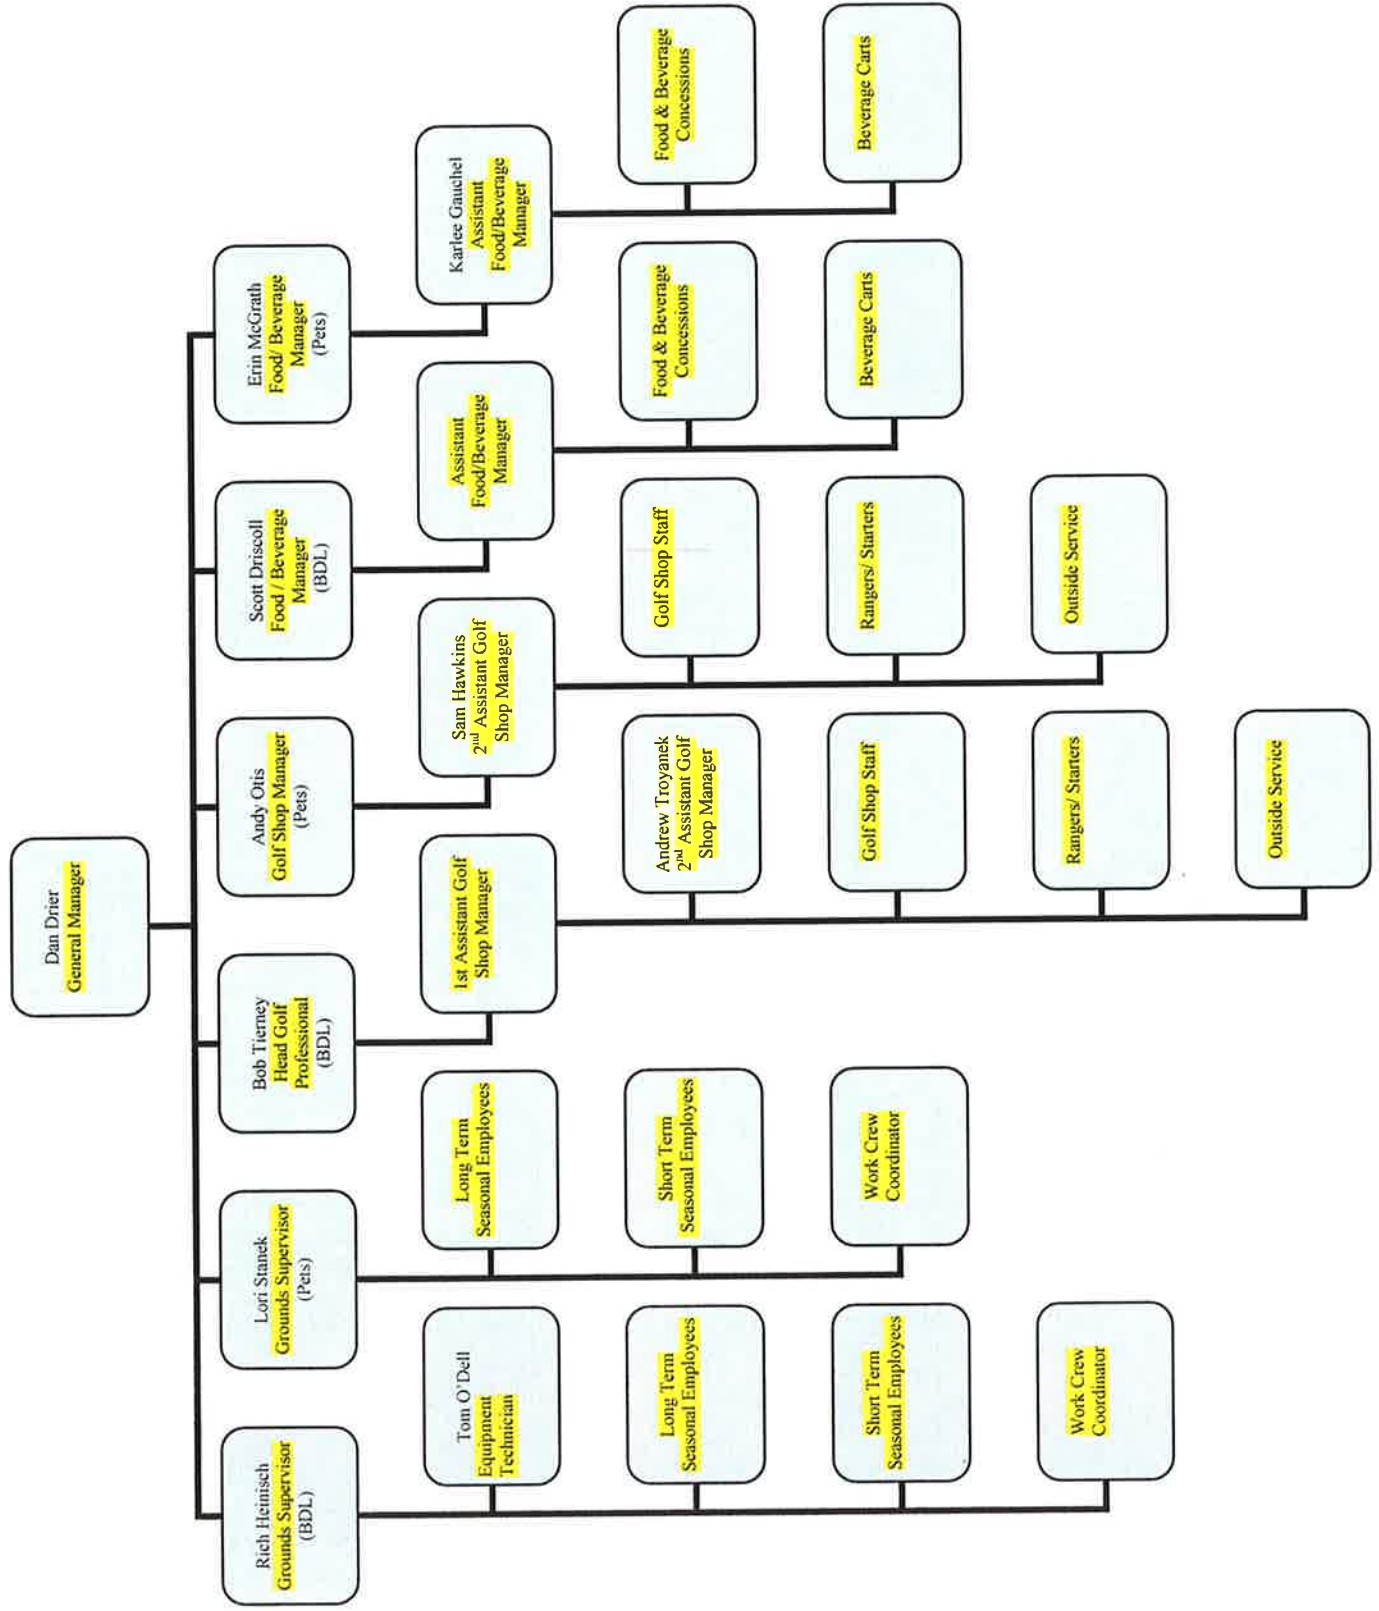 Dan Drier
General Manager
Rich Heinisch
Grounds Supervisor
(BDL)
Lori Stanek
Grounds Supervisor
(Pets)
Bob Tierney
Head Golf
Professional
(BDL)
Andy Otis
Golf Shop Manager
(Pets)
Scott Driscoll
Food / Beverage
Manager
(BDL)
Erin McGrath
Food/ Beverage
Manager
(Pets)
Tom O'Dell
Equipment
Technician
Long Term
Seasonal Employees
1st Assistant Golf
Shop Manager
Sam Hawkins
2nd Assistant Golf
Shop Manager
Assistant
Food/Beverage
Manager
Karlee Gauchel
Assistant
Food/Beverage
Manager
Long Term
Seasonal Employees
Short Term
Seasonal Employees
Andrew Troyanek
2nd Assistant Golf
Shop Manager
Golf Shop Staff
Food & Beverage
Concessions
Food & Beverage
Concessions
Short Term
Seasonal Employees
Work Crew
Coordinator
Golf Shop Staff
Rangers/ Starters
Beverage Carts
Beverage Carts
Work Crew
Coordinator
Rangers/ Starters
Outside Service
Outside Service